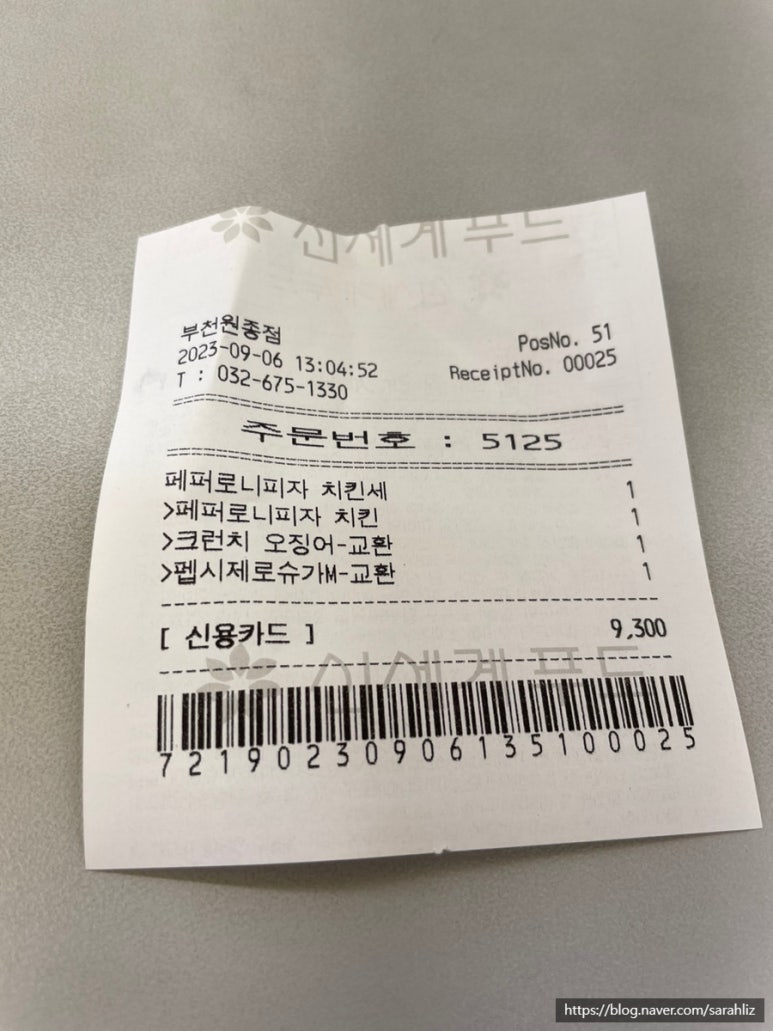 신세계푸드
부천원종점
2023-09-06 13:04:52 PosNo. 51
T : 032-675-1330 ReceiptNo. 00025
주문번호 : 5125
페퍼로니피자 치킨세 1
>페퍼로니피자 치킨 1
>크런치 오징어-교환 1
>펩시제로슈가M-교환 1
[ 신용카드 ] 9,300
신세계푸드
72190230906135100025
https://blog.naver.com/sarahliz